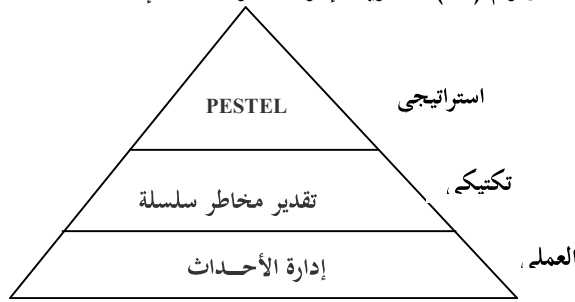 استراتيجي
PESTEL
تكتيكي
تقدير مخاطر سلسلة
العملي
إدارة الأحداث